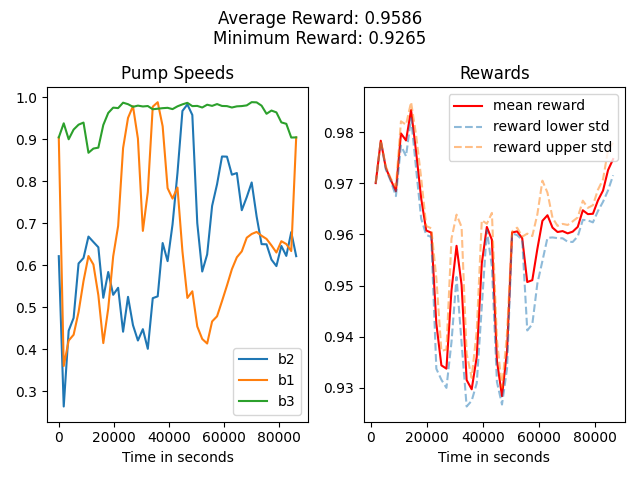 Average Reward: 0.9586
Minimum Reward: 0.9265
Pump Speeds
1.0
0.9
0.8
0.7
0.6
0.5
0.4
0.3
b2
b1
b3
0
20000
40000
60000
80000
Time in seconds
Rewards
0.98
0.97
0.96
0.95
0.94
0.93
mean reward
reward lower std
reward upper std
0
20000
40000
60000
80000
Time in seconds